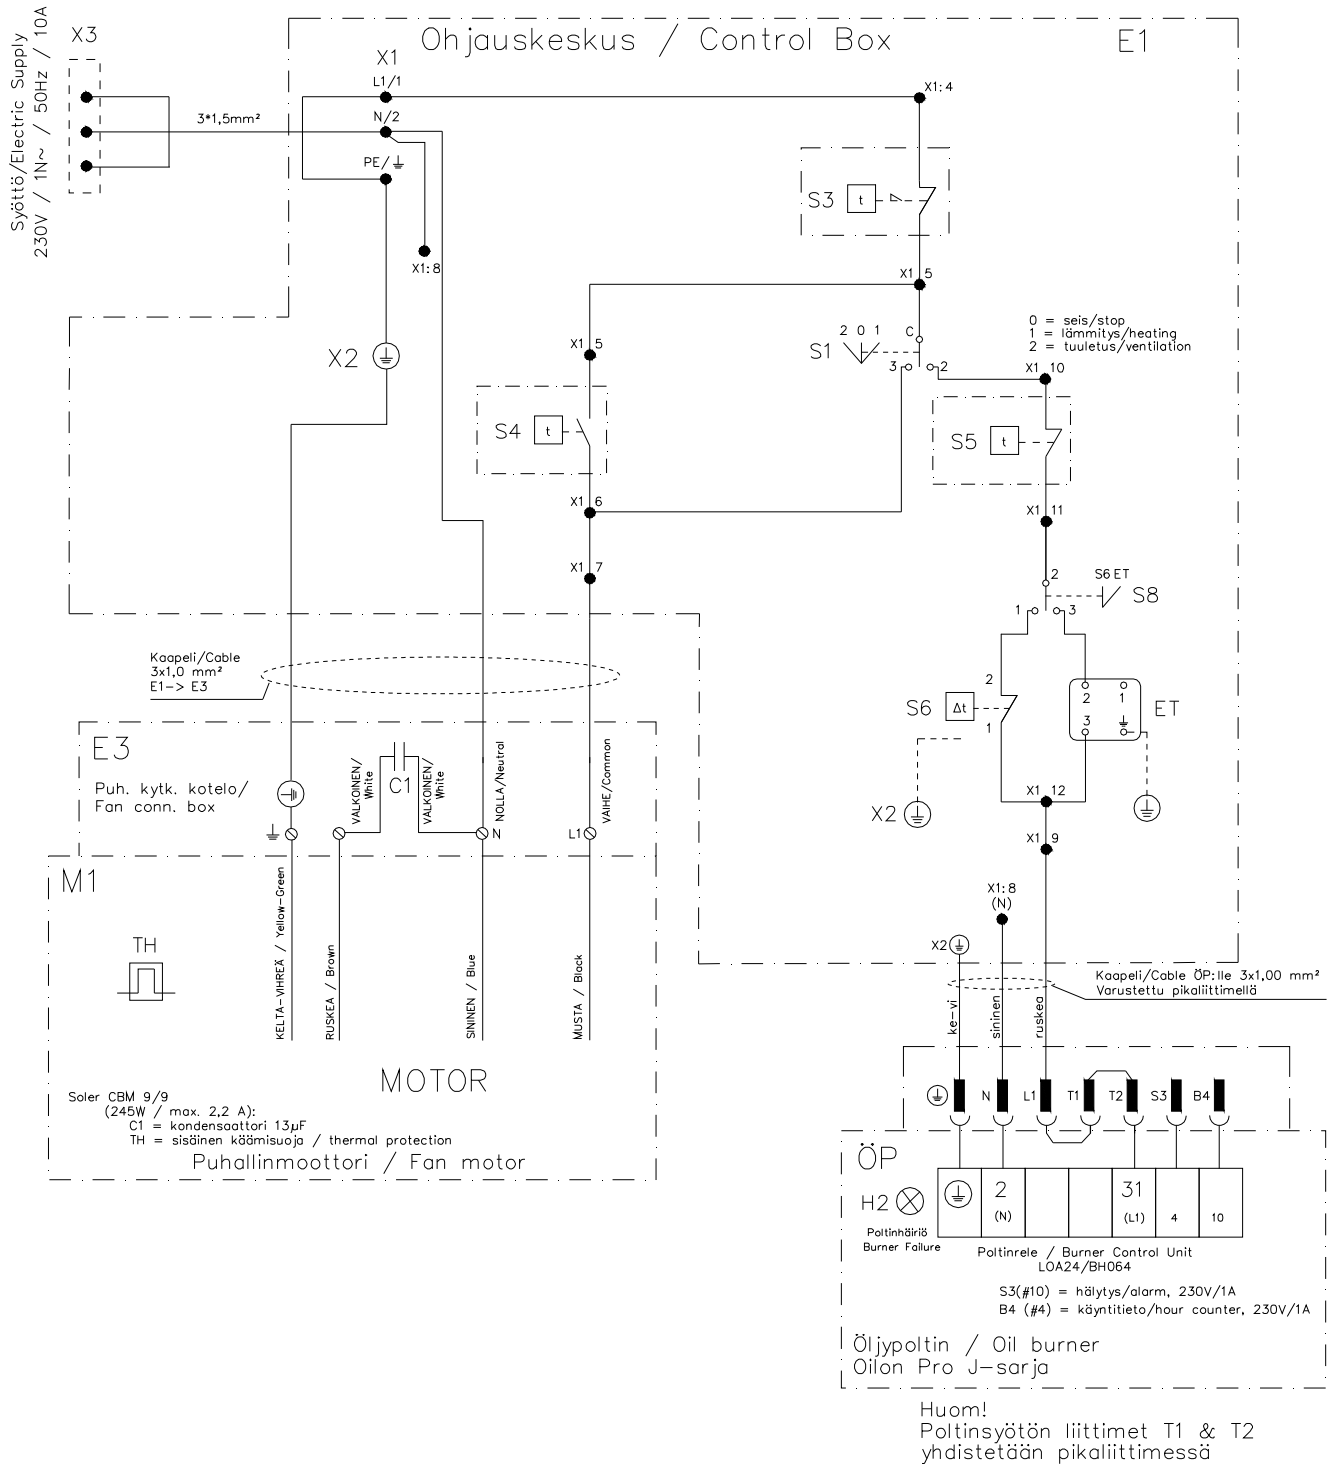 Syöttö/Electric Supply
230V / 1N~ / 50Hz / 10A
X3
3*1,5mm²
Ohjauskeskus / Control Box
E1
X1
L1/1
N/2
PE/
X1:8
X1:4
S3
t
X1 5
X1 5
2 0 1
C
S1
3
2
0 = seis/stop
1 = lämmitys/heating
2 = tuuletus/ventilation
X1 10
X2
S4
t
S5
t
X1 6
X1 11
X1 7
2
S6 ET
S8
1
3
Kaapeli/Cable
3x1,0 mm²
E1-> E3
2
S6
Δt
1
2
1
3
ET
X2
X1 12
X1 9
E3
Puh. kytk. kotelo/
Fan conn. box
VALKOINEN/
White
C1
VALKOINEN/
White
NOLLA/Neutral
VAIHE/Common
N
L1
M1
TH
KELTA-VIHREÄ / Yellow-Green
RUSKEA / Brown
SININEN / Blue
MUSTA / Black
MOTOR
Soler CBM 9/9
(245W / max. 2,2 A):
C1 = kondensaattori 13µF
TH = sisäinen käämisuoja / thermal protection
Puhallinmoottori / Fan motor
X1:8
(N)
X2
Kaapeli/Cable ÖP:lle 3x1,00 mm²
Varustettu pikaliittimellä
ke-vi
sininen
ruskea
N
L1
T1
T2
S3
B4
ÖP
H2
Poltinhäiriö
Burner Failure
2
(N)
31
(L1)
4
10
Poltinrele / Burner Control Unit
LOA24/BH064
S3(#10) = hälytys/alarm, 230V/1A
B4 (#4) = käyntitieto/hour counter, 230V/1A
Öljypoltin / Oil burner
Oilon Pro J-sarja
Huom!
Poltinsyötön liittimet T1 & T2
yhdistetään pikaliittimessä